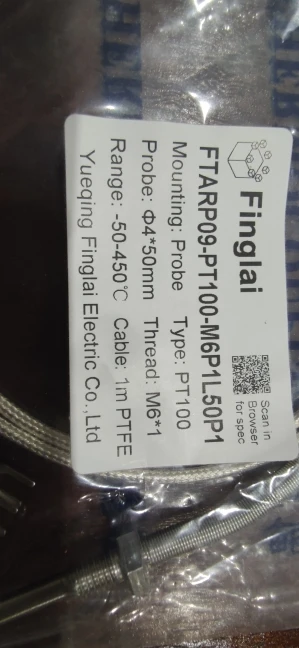 Finglai
Scan in
Browser
for spec
FTARP09-PT100-M6P1L50P1
Mounting: Probe Type: PT100
Probe: Φ4*50mm Thread: M6*1
Range: -50-450℃ Cable: 1m PTFE
Yueqing Finglai Electric Co.,Ltd